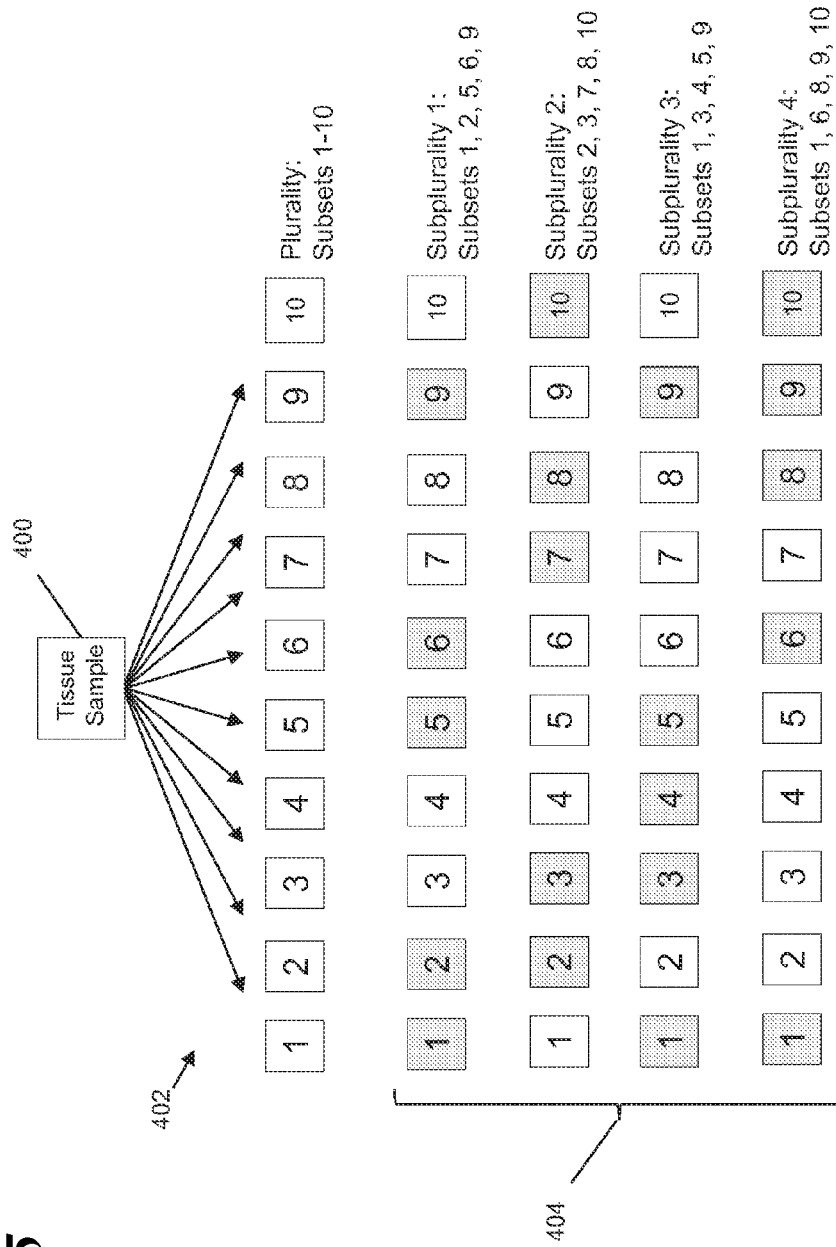 400
Tissue
Sample
402
1 2 3 4 5 6 7 8 9 10
Plurality:
Subsets 1-10
404
1 2 3 4 5 6 7 8 9 10
Subplurality 1:
Subsets 1, 2, 5, 6, 9
1 2 3 4 5 6 7 8 9 10
Subplurality 2:
Subsets 2, 3, 7, 8, 10
1 2 3 4 5 6 7 8 9 10
Subplurality 3:
Subsets 1, 3, 4, 5, 9
1 2 3 4 5 6 7 8 9 10
Subplurality 4:
Subsets 1, 6, 8, 9, 10